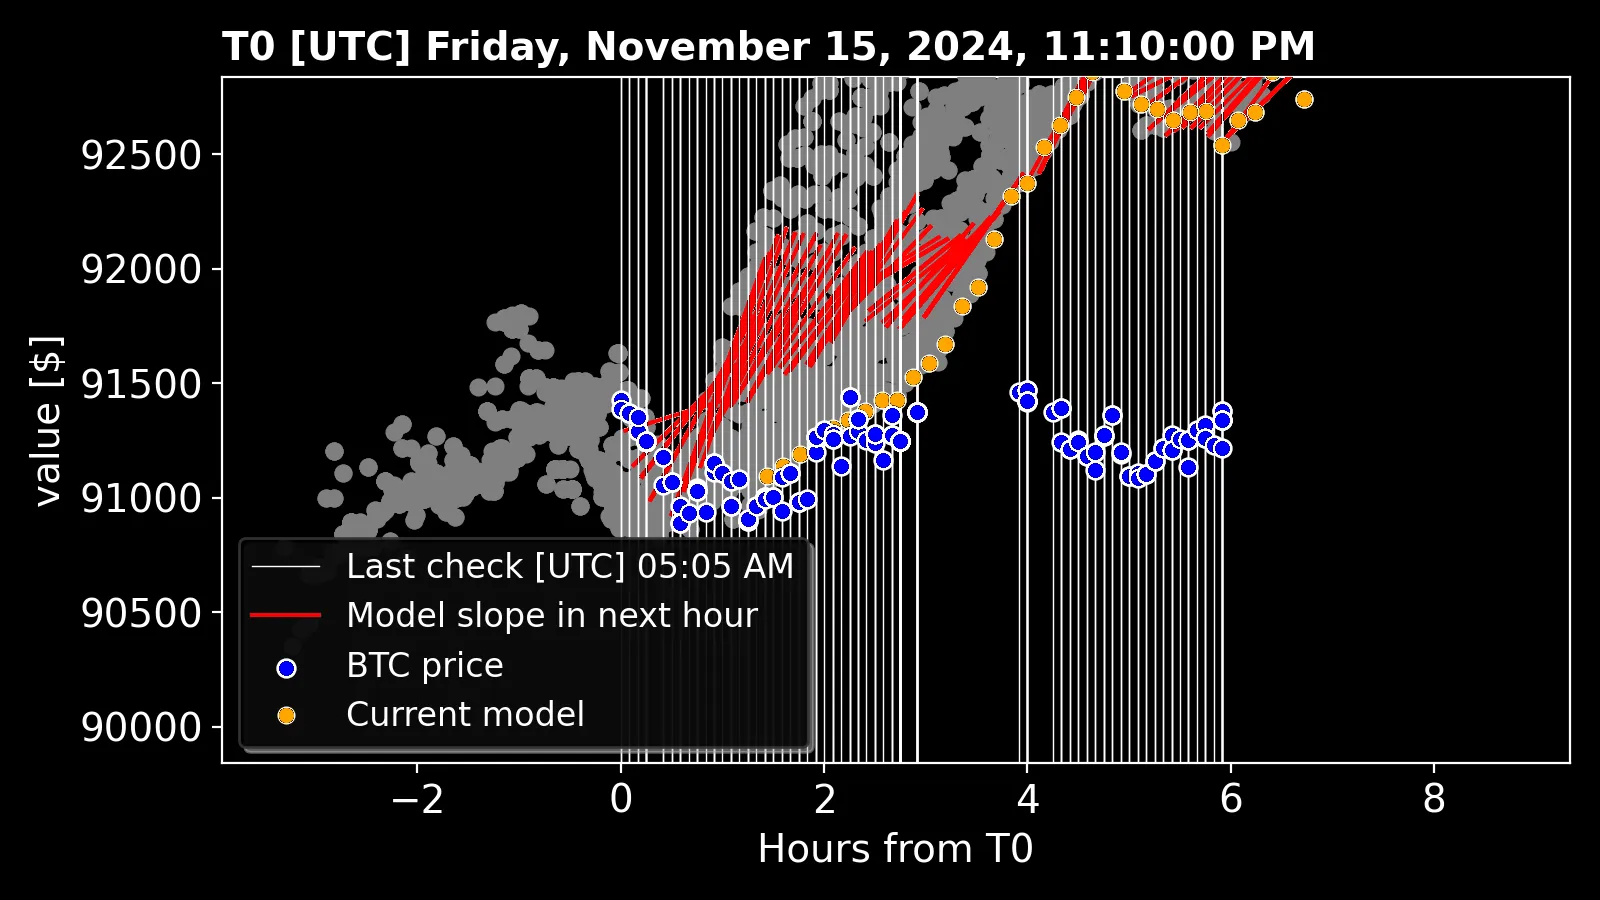 T0 [UTC] Friday, November 15, 2024, 11:10:00 PM
value [$]
92500
92000
91500
91000
90500
90000
Last check [UTC] 05:05 AM
Model slope in next hour
BTC price
Current model
−2 0 2 4 6 8
Hours from T0